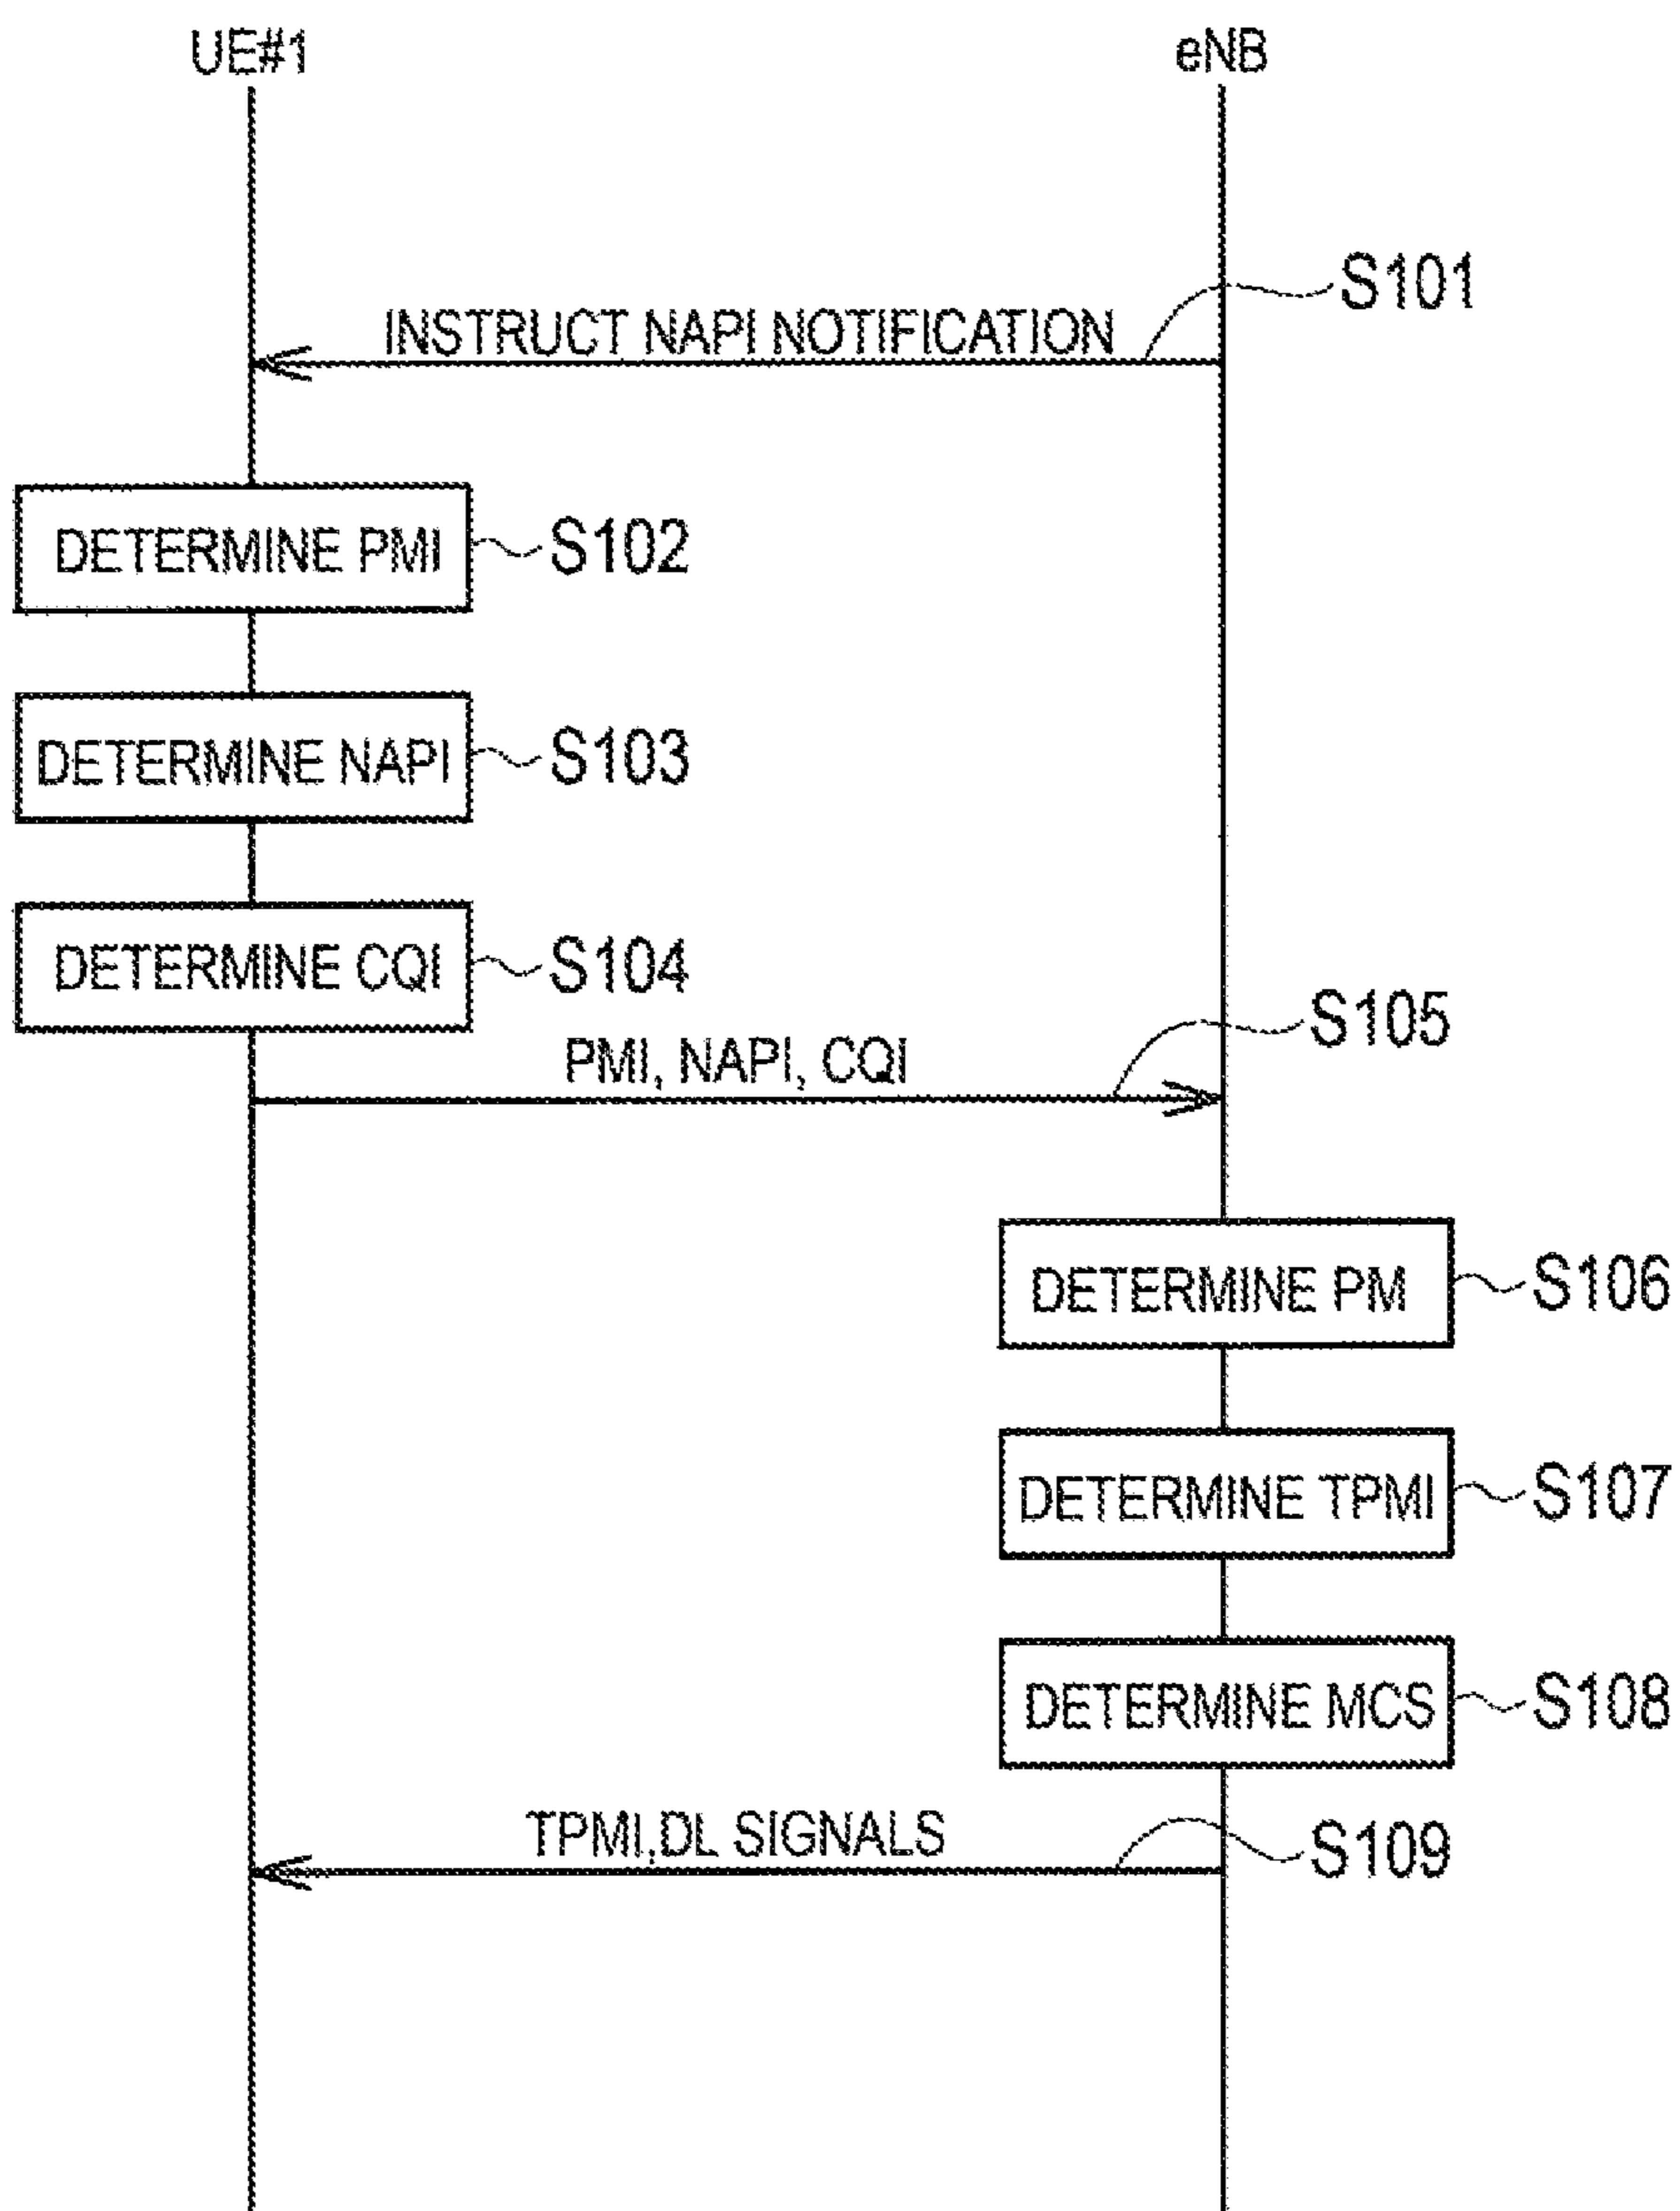 UE#1
eNB
S101
INSTRUCT NAPI NOTIFICATION
DETERMINE PMI
S102
DETERMINE NAPI
S103
DETERMINE CQI
S104
S105
PMI, NAPI, CQI
DETERMINE PM
S106
DETERMINE TPMI
S107
DETERMINE MCS
S108
TPMI,DL SIGNALS
S109